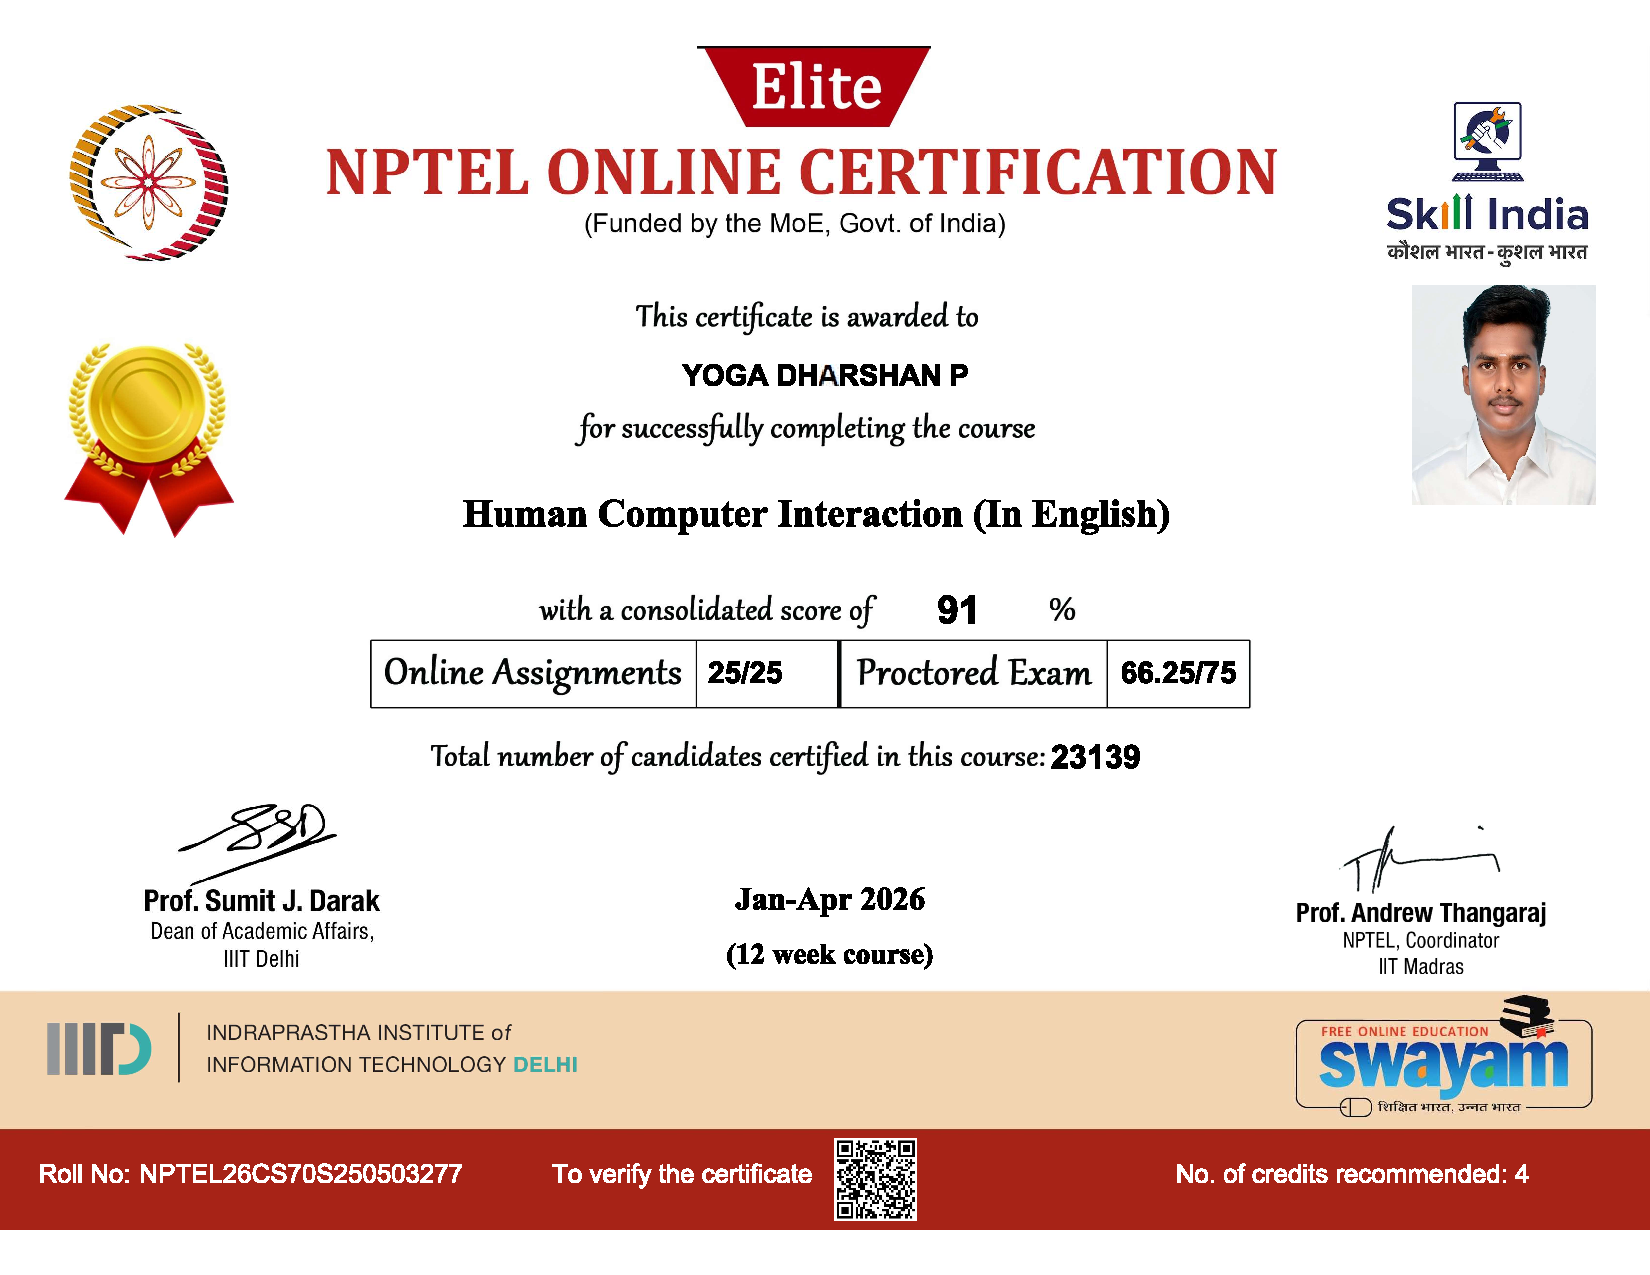 Elite
NPTEL ONLINE CERTIFICATION
(Funded by the MoE, Govt. of India)
Skill India
कौशल भारत - कुशल भारत
This certificate is awarded to
YOGA DHARSHAN P
for successfully completing the course
Human Computer Interaction (In English)
with a consolidated score of 91 %
Online Assignments 25/25 Proctored Exam 66.25/75
Total number of candidates certified in this course: 23139
Prof. Sumit J. Darak
Dean of Academic Affairs,
IIIT Delhi
Jan-Apr 2026
(12 week course)
Prof. Andrew Thangaraj
NPTEL, Coordinator
IIT Madras
IIITD
INDRAPRASTHA INSTITUTE of
INFORMATION TECHNOLOGY DELHI
FREE ONLINE EDUCATION
swayam
शिक्षित भारत, उन्नत भारत
Roll No: NPTEL26CS70S250503277 To verify the certificate No. of credits recommended: 4